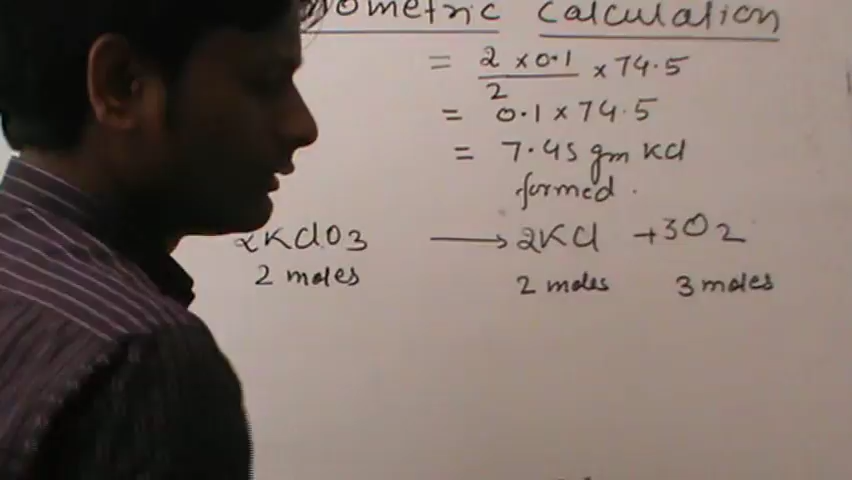 Calculation
= 2 × 0.1 / 2 × 74.5
= 0.1 × 74.5
= 7.45 gm KCl
formed.
2KClO3 → 2KCl + 3O2
2 moles 2 moles 3 moles